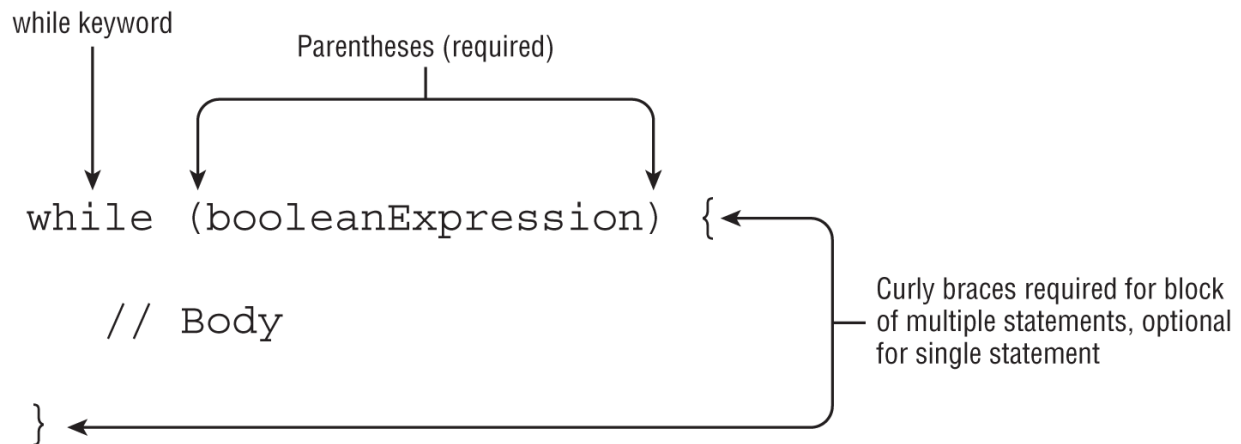 while keyword
Parentheses (required)
while (booleanExpression) {
// Body
Curly braces required for block
of multiple statements, optional
for single statement
}